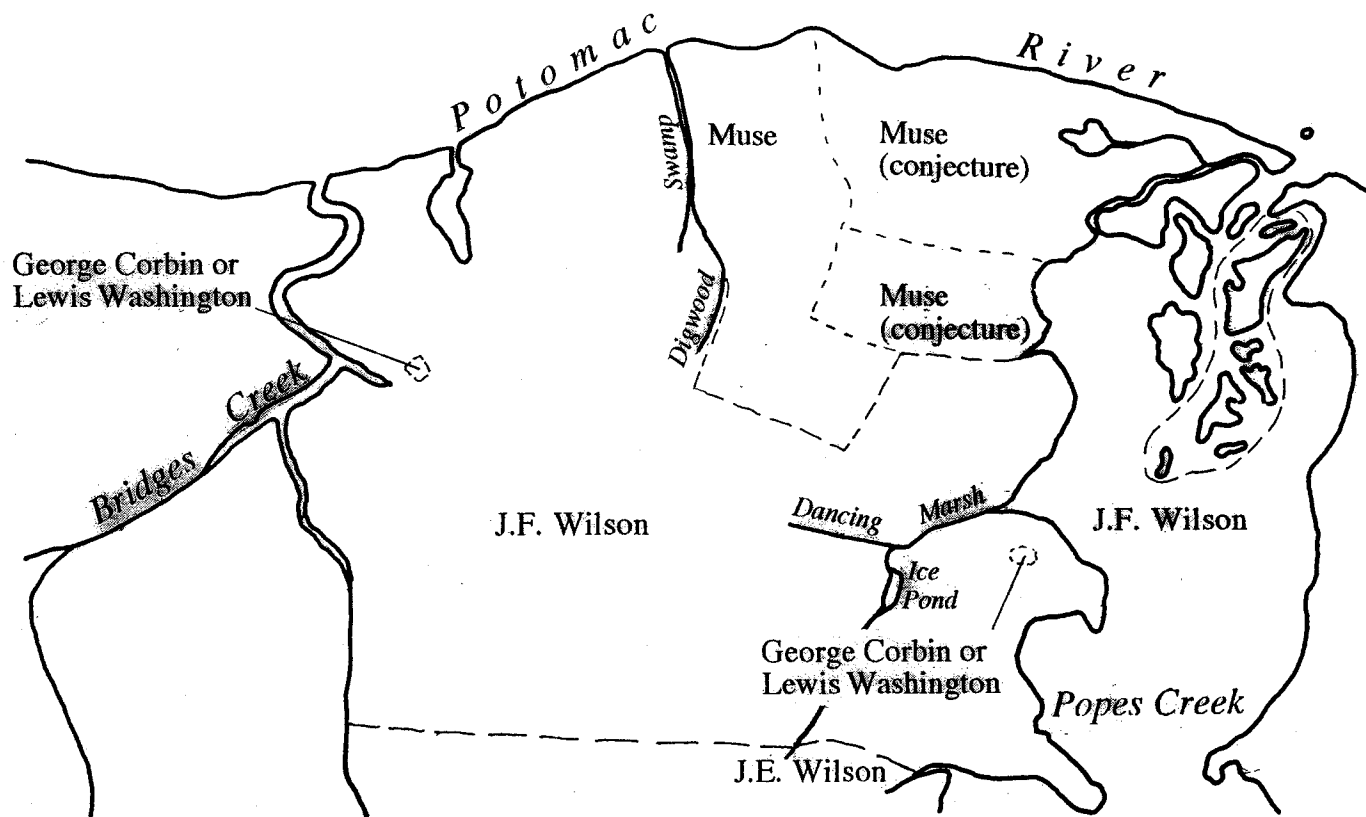 Potomac River
Swamp
Muse
Muse
(conjecture)
George Corbin or
Lewis Washington
Digwood
Muse
(conjecture)
Bridges Creek
Dancing Marsh
J.F. Wilson
J.F. Wilson
Ice
Pond
George Corbin or
Lewis Washington
Popes Creek
J.E. Wilson